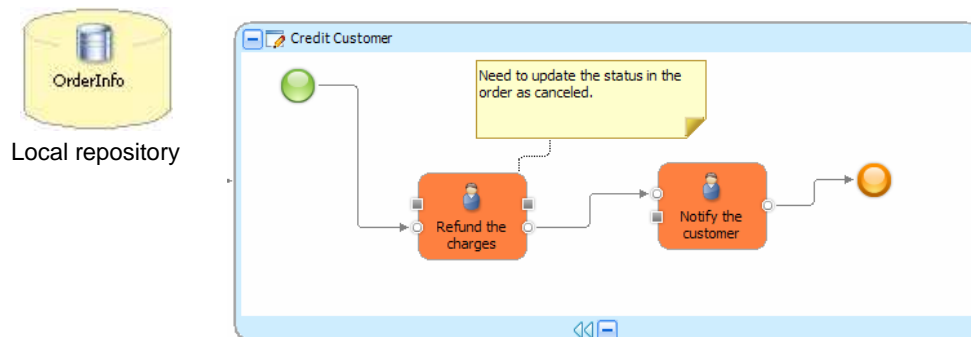 OrderInfo
Local repository
Credit Customer
Need to update the status in the
order as canceled.
Refund the
charges
Notify the
customer